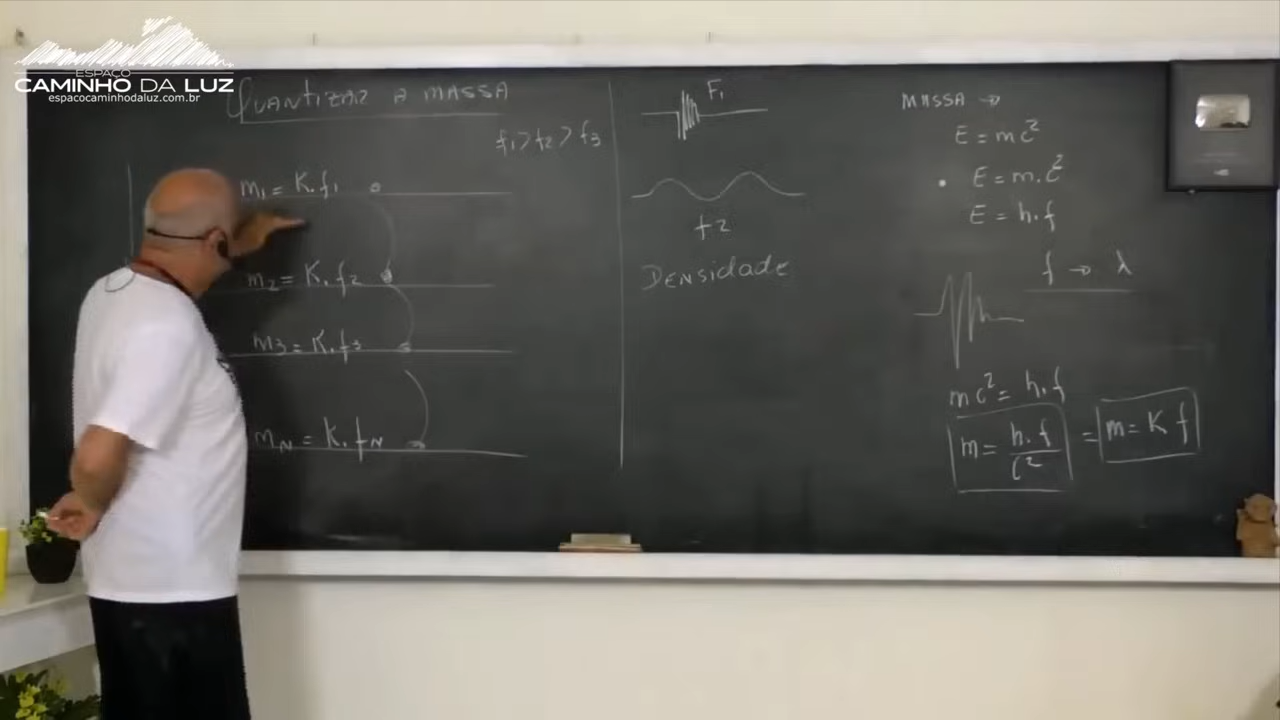 ESPAÇO
CAMINHO DA LUZ
espacocaminhodaluz.com.br
QUANTIZAR A MASSA
f1 > f2 > f3
m1 = K.f1
m2 = K.f2
m3 = K.f3
mN = K.fN
F1
f2
DENSIdAdE
MASSA →
E = mc²
• E = m.c²
E = h.f
f → λ
mc² = h.f
m = h.f / c² = m = K f